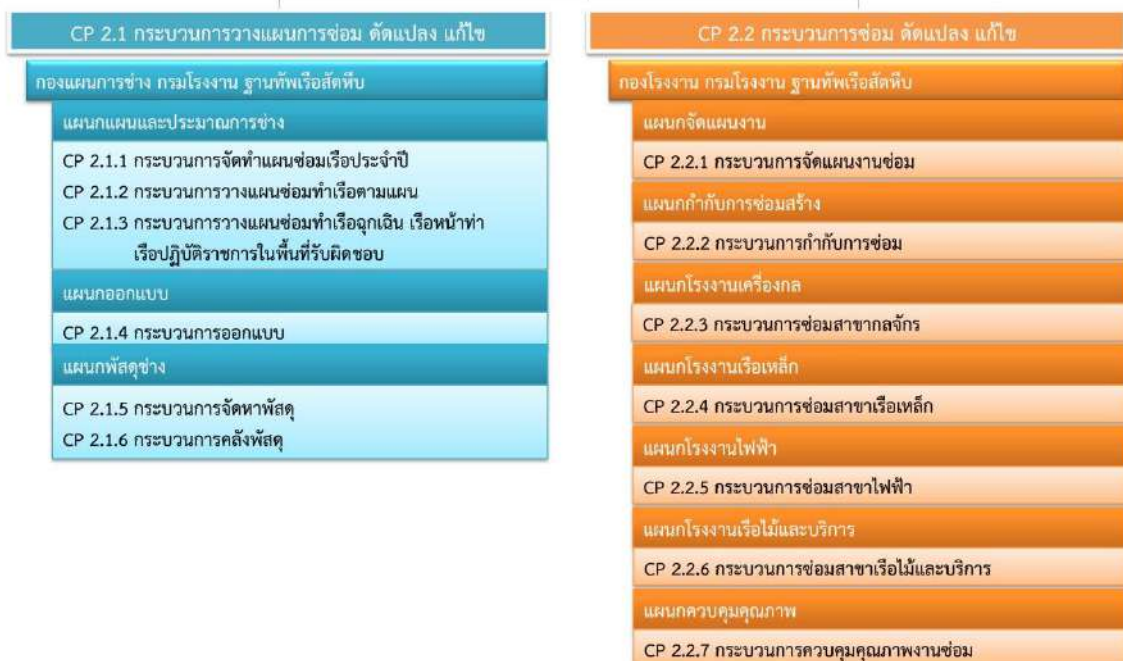 CP 2.1 กระบวนการวางแผนการซ่อม ดัดแปลง แก้ไข
กองแผนการช่าง กรมโรงงาน ฐานทัพเรือสัตหีบ
แผนกแผนและประมาณการช่าง
CP 2.1.1 กระบวนการจัดทำแผนซ่อมเรือประจำปี
CP 2.1.2 กระบวนการวางแผนซ่อมทำเรือตามแผน
CP 2.1.3 กระบวนการวางแผนซ่อมทำเรือฉุกเฉิน เรือหน้าท่า
เรือปฏิบัติราชการในพื้นที่รับผิดชอบ
แผนกออกแบบ
CP 2.1.4 กระบวนการออกแบบ
แผนกพัสดุช่าง
CP 2.1.5 กระบวนการจัดหาพัสดุ
CP 2.1.6 กระบวนการคลังพัสดุ
CP 2.2 กระบวนการซ่อม ดัดแปลง แก้ไข
กองโรงงาน กรมโรงงาน ฐานทัพเรือสัตหีบ
แผนกจัดแผนงาน
CP 2.2.1 กระบวนการจัดแผนงานซ่อม
แผนกกำกับการซ่อมสร้าง
CP 2.2.2 กระบวนการกำกับการซ่อม
แผนกโรงงานเครื่องกล
CP 2.2.3 กระบวนการซ่อมสาขากลจักร
แผนกโรงงานเรือเหล็ก
CP 2.2.4 กระบวนการซ่อมสาขาเรือเหล็ก
แผนกโรงงานไฟฟ้า
CP 2.2.5 กระบวนการซ่อมสาขาไฟฟ้า
แผนกโรงงานเรือไม้และบริการ
CP 2.2.6 กระบวนการซ่อมสาขาเรือไม้และบริการ
แผนกควบคุมคุณภาพ
CP 2.2.7 กระบวนการควบคุมคุณภาพงานซ่อม